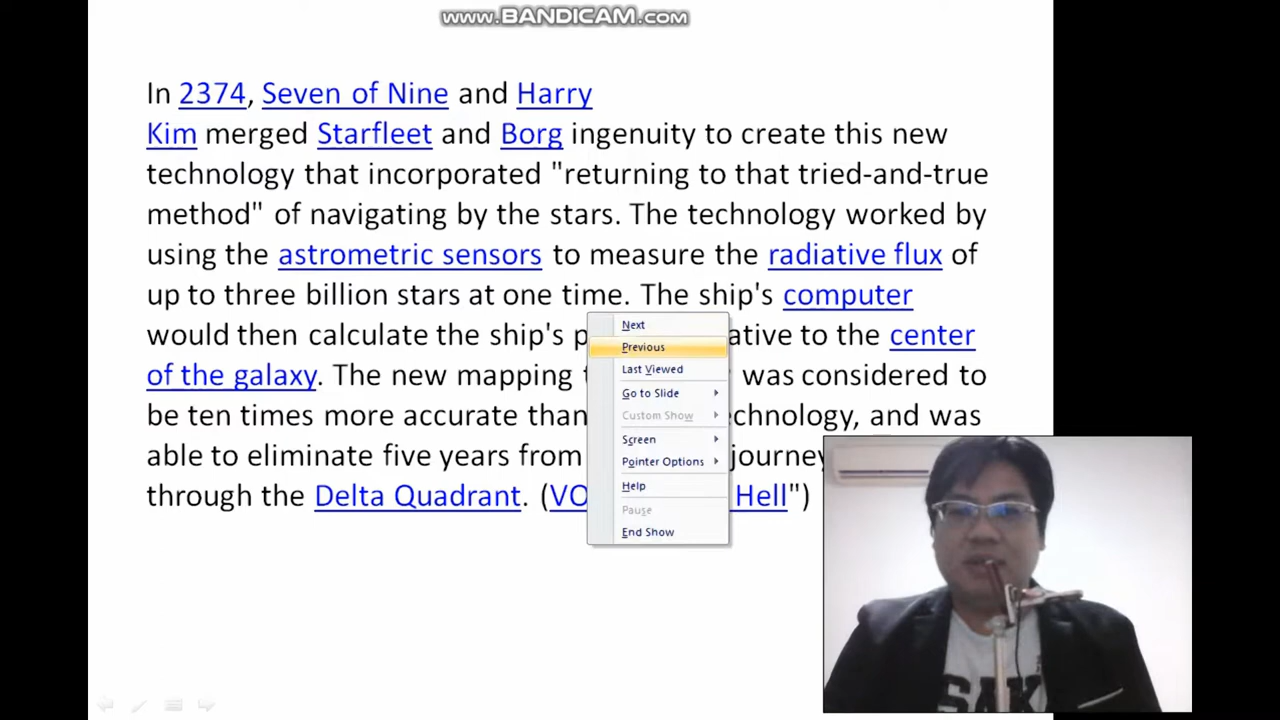 www.BANDICAM.com
In 2374, Seven of Nine and Harry
Kim merged Starfleet and Borg ingenuity to create this new
technology that incorporated "returning to that tried-and-true
method" of navigating by the stars. The technology worked by
using the astrometric sensors to measure the radiative flux of
up to three billion stars at one time. The ship's computer
would then calculate the ship's ative to the center
of the galaxy. The new mapping was considered to
be ten times more accurate than chnology, and was
able to eliminate five years from journey
through the Delta Quadrant. (VO Hell")
Next
Previous
Last Viewed
Go to Slide
Custom Show
Screen
Pointer Options
Help
Pause
End Show